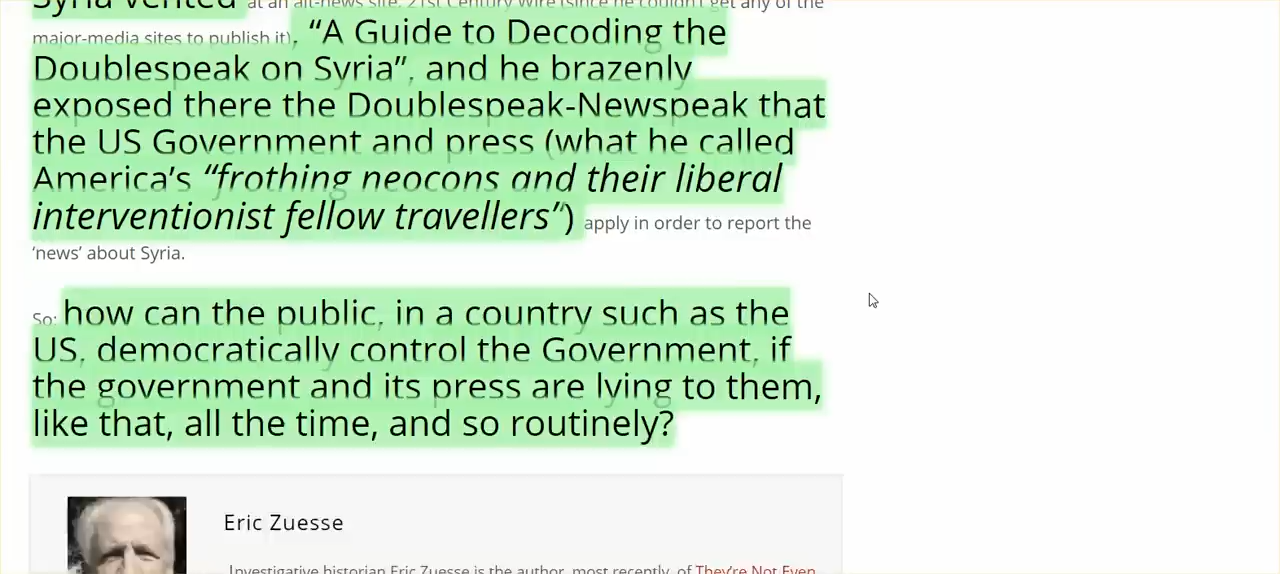 Syria vented at an alt-news site, 21st Century Wire (since he couldn't get any of the
major-media sites to publish it), “A Guide to Decoding the
Doublespeak on Syria”, and he brazenly
exposed there the Doublespeak-Newspeak that
the US Government and press (what he called
America’s “frothing neocons and their liberal
interventionist fellow travellers”) apply in order to report the
‘news’ about Syria.
So: how can the public, in a country such as the
US, democratically control the Government, if
the government and its press are lying to them,
like that, all the time, and so routinely?
Eric Zuesse
Investigative historian Eric Zuesse is the author, most recently, of They’re Not Even